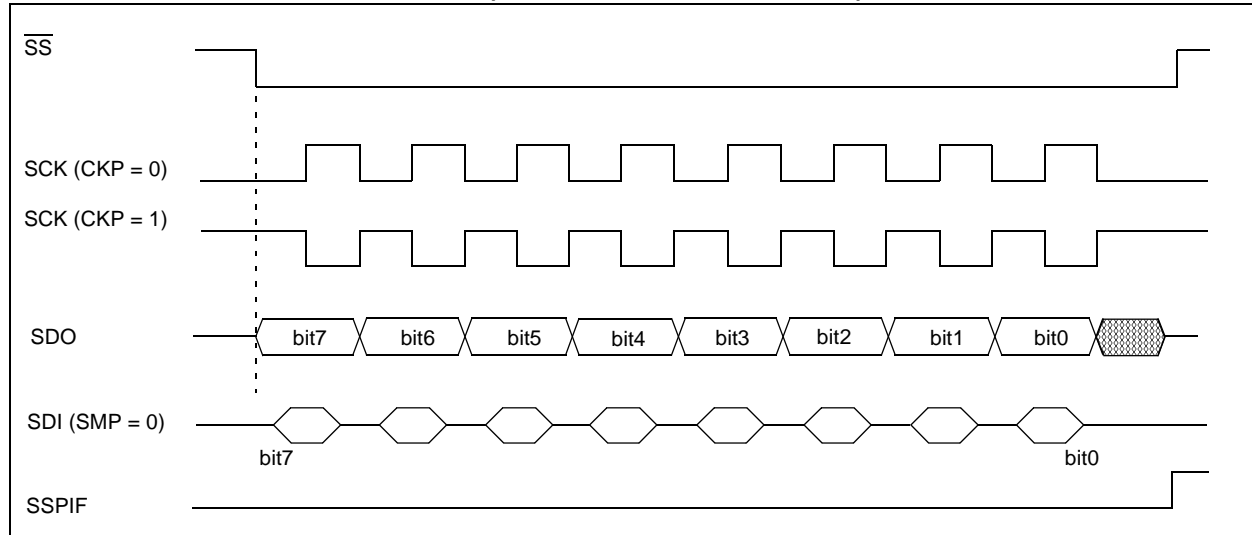 SS
SCK (CKP = 0)
SCK (CKP = 1)
SDO bit7 bit6 bit5 bit4 bit3 bit2 bit1 bit0
SDI (SMP = 0)
bit7 bit0
SSPIF